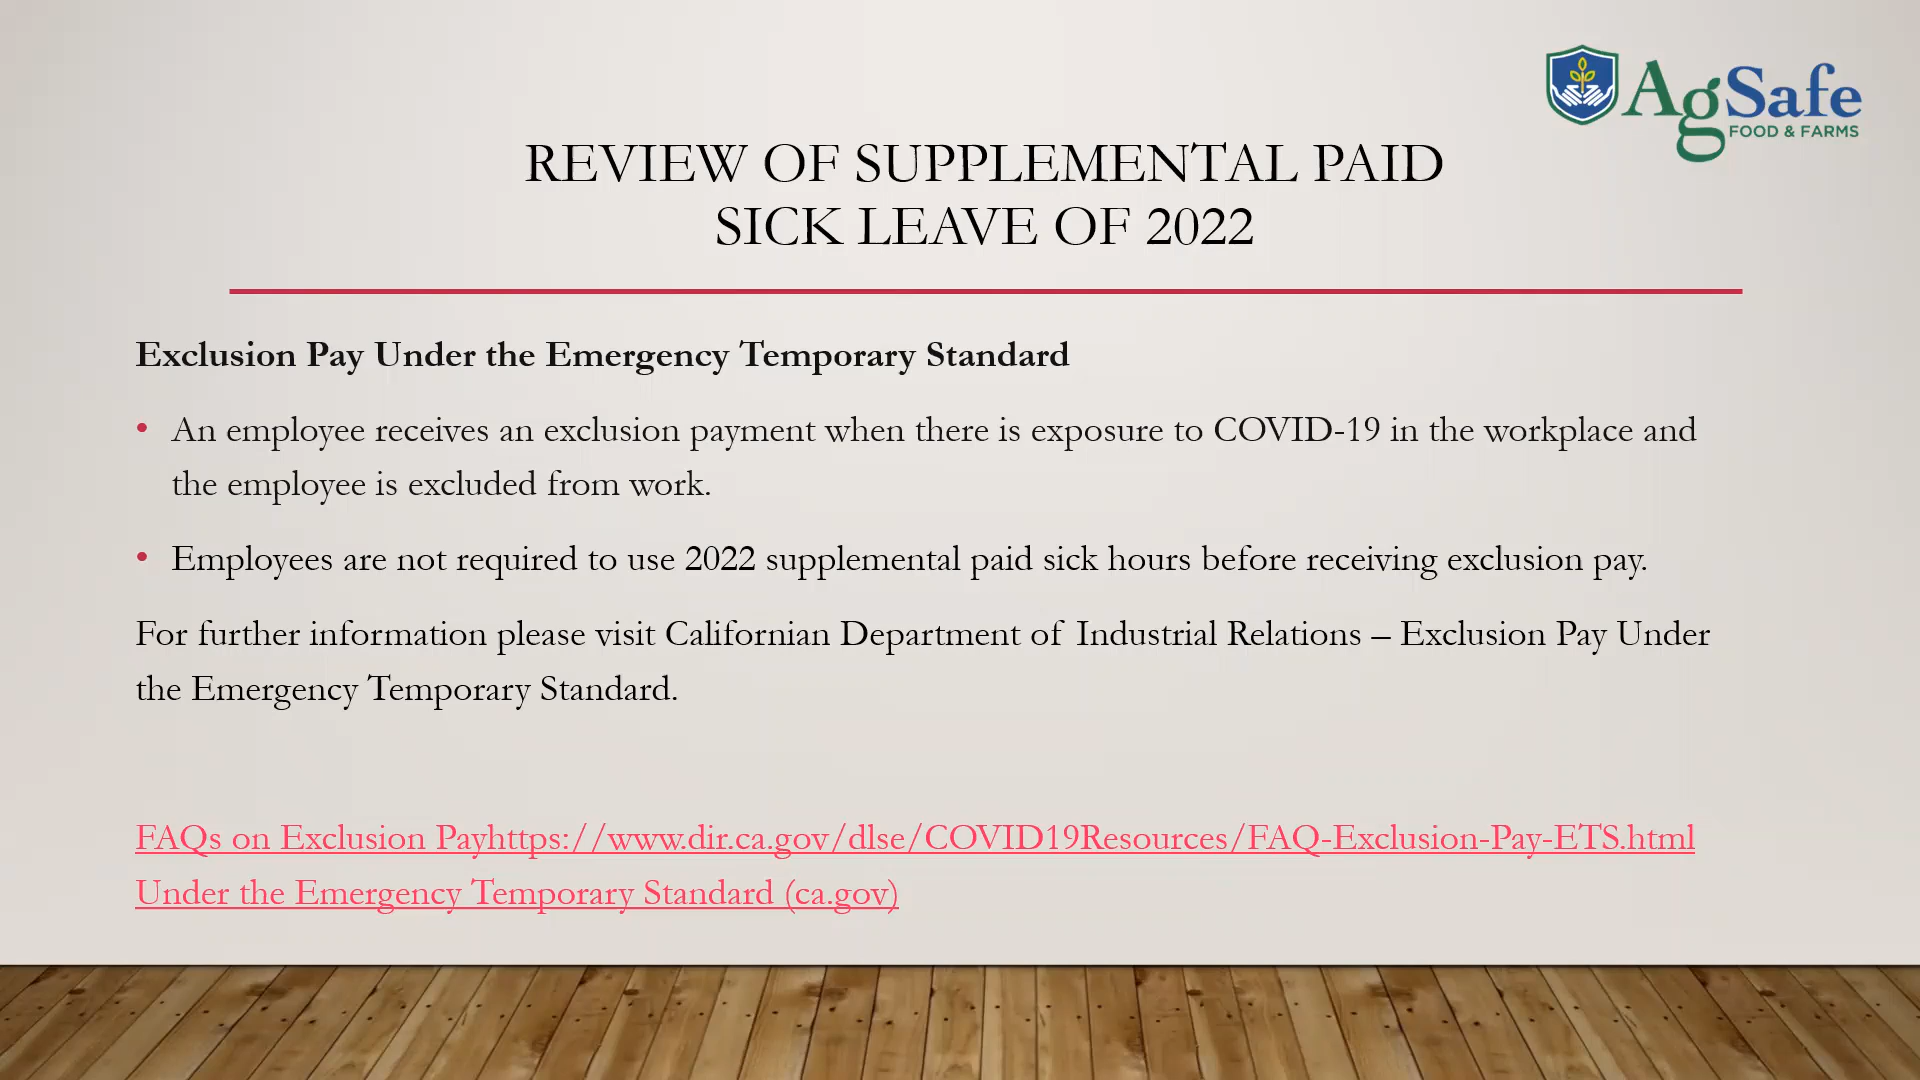 AgSafe
FOOD & FARMS
REVIEW OF SUPPLEMENTAL PAID
SICK LEAVE OF 2022
Exclusion Pay Under the Emergency Temporary Standard
• An employee receives an exclusion payment when there is exposure to COVID-19 in the workplace and
the employee is excluded from work.
• Employees are not required to use 2022 supplemental paid sick hours before receiving exclusion pay.
For further information please visit Californian Department of Industrial Relations – Exclusion Pay Under
the Emergency Temporary Standard.
FAQs on Exclusion Payhttps://www.dir.ca.gov/dlse/COVID19Resources/FAQ-Exclusion-Pay-ETS.html
Under the Emergency Temporary Standard (ca.gov)